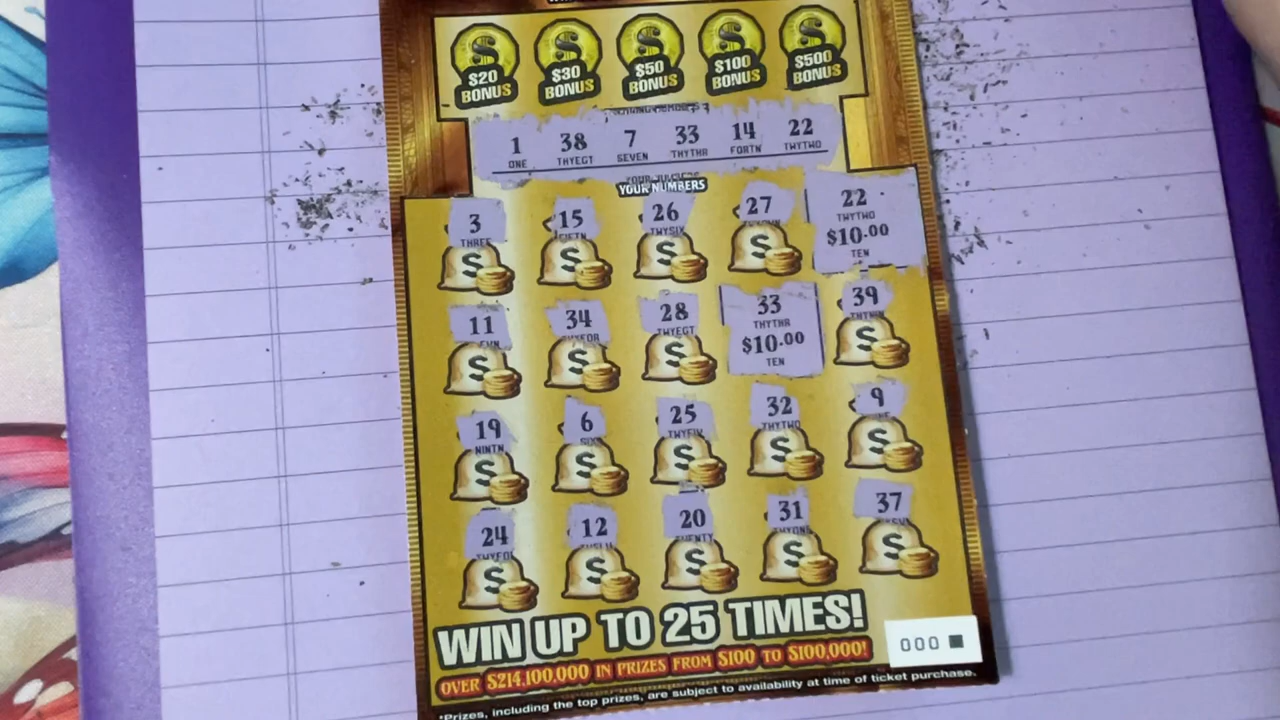 $20 BONUS $30 BONUS $50 BONUS $100 BONUS $500 BONUS
1 38 7 33 14 22
ONE THYEGT SEVEN THYTHR FORTN TWYTWO
YOUR NUMBERS
3 15 26 27 22
THREE TWYSIX TWYTWO
$10.00
TEN
11 34 28 33 39
TWYEGT THYTHR
$10.00
TEN
19 6 25 32 9
NINTN SIX TWYFIV THYTWO
24 12 20 31 37
TWENTY
WIN UP TO 25 TIMES!
OVER $214,100,000 IN PRIZES FROM $100 TO $100,000!
000
*Prizes, including the top prizes, are subject to availability at time of ticket purchase.